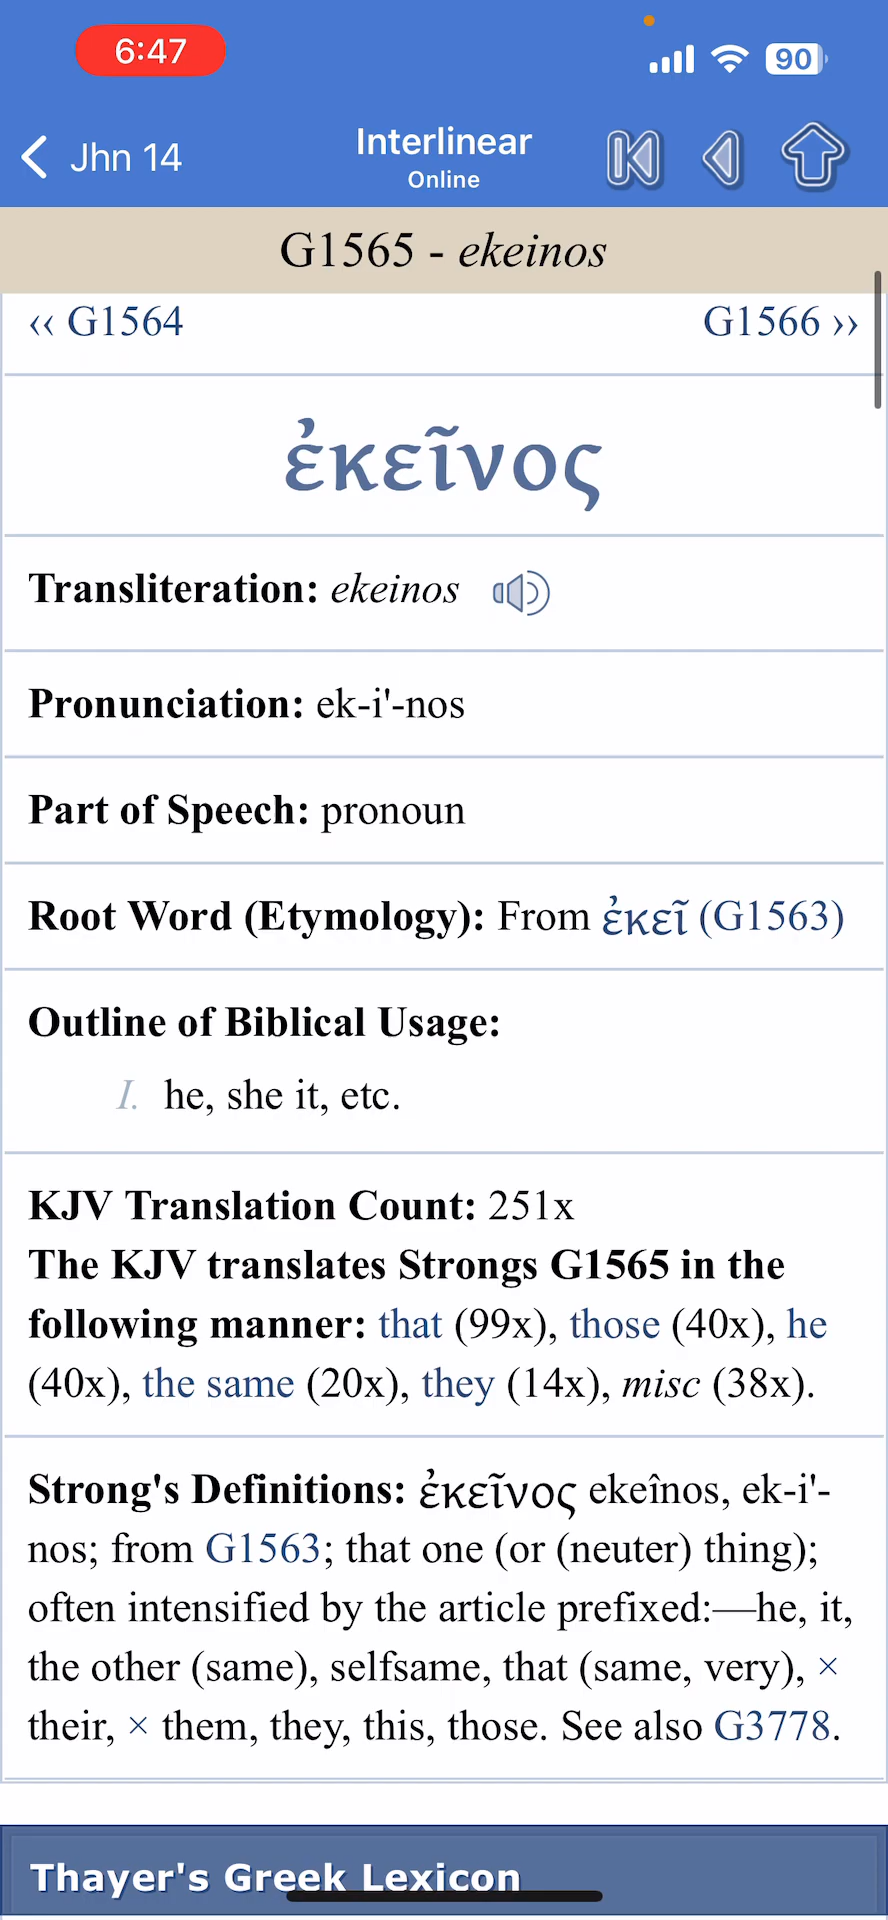 6:47
90
Jhn 14
Interlinear
Online
G1565 - ekeinos
‹‹ G1564
G1566 ››
ἐκεῖνος
Transliteration: ekeinos
Pronunciation: ek-i'-nos
Part of Speech: pronoun
Root Word (Etymology): From ἐκεῖ (G1563)
Outline of Biblical Usage:
I. he, she it, etc.
KJV Translation Count: 251x
The KJV translates Strongs G1565 in the
following manner: that (99x), those (40x), he
(40x), the same (20x), they (14x), misc (38x).
Strong's Definitions: ἐκεῖνος ekeînos, ek-i'-
nos; from G1563; that one (or (neuter) thing);
often intensified by the article prefixed:—he, it,
the other (same), selfsame, that (same, very), ×
their, × them, they, this, those. See also G3778.
Thayer's Greek Lexicon